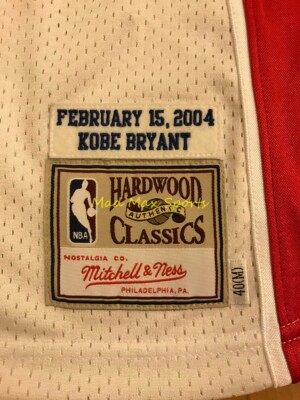 FEBRUARY 15, 2004
KOBE BRYANT
HARDWOOD
AUTHENTIC
Mad Max Sports
CLASSICS
NBA
NOSTALGIA CO.
Mitchell & Ness
PHILADELPHIA, PA.
40(M)